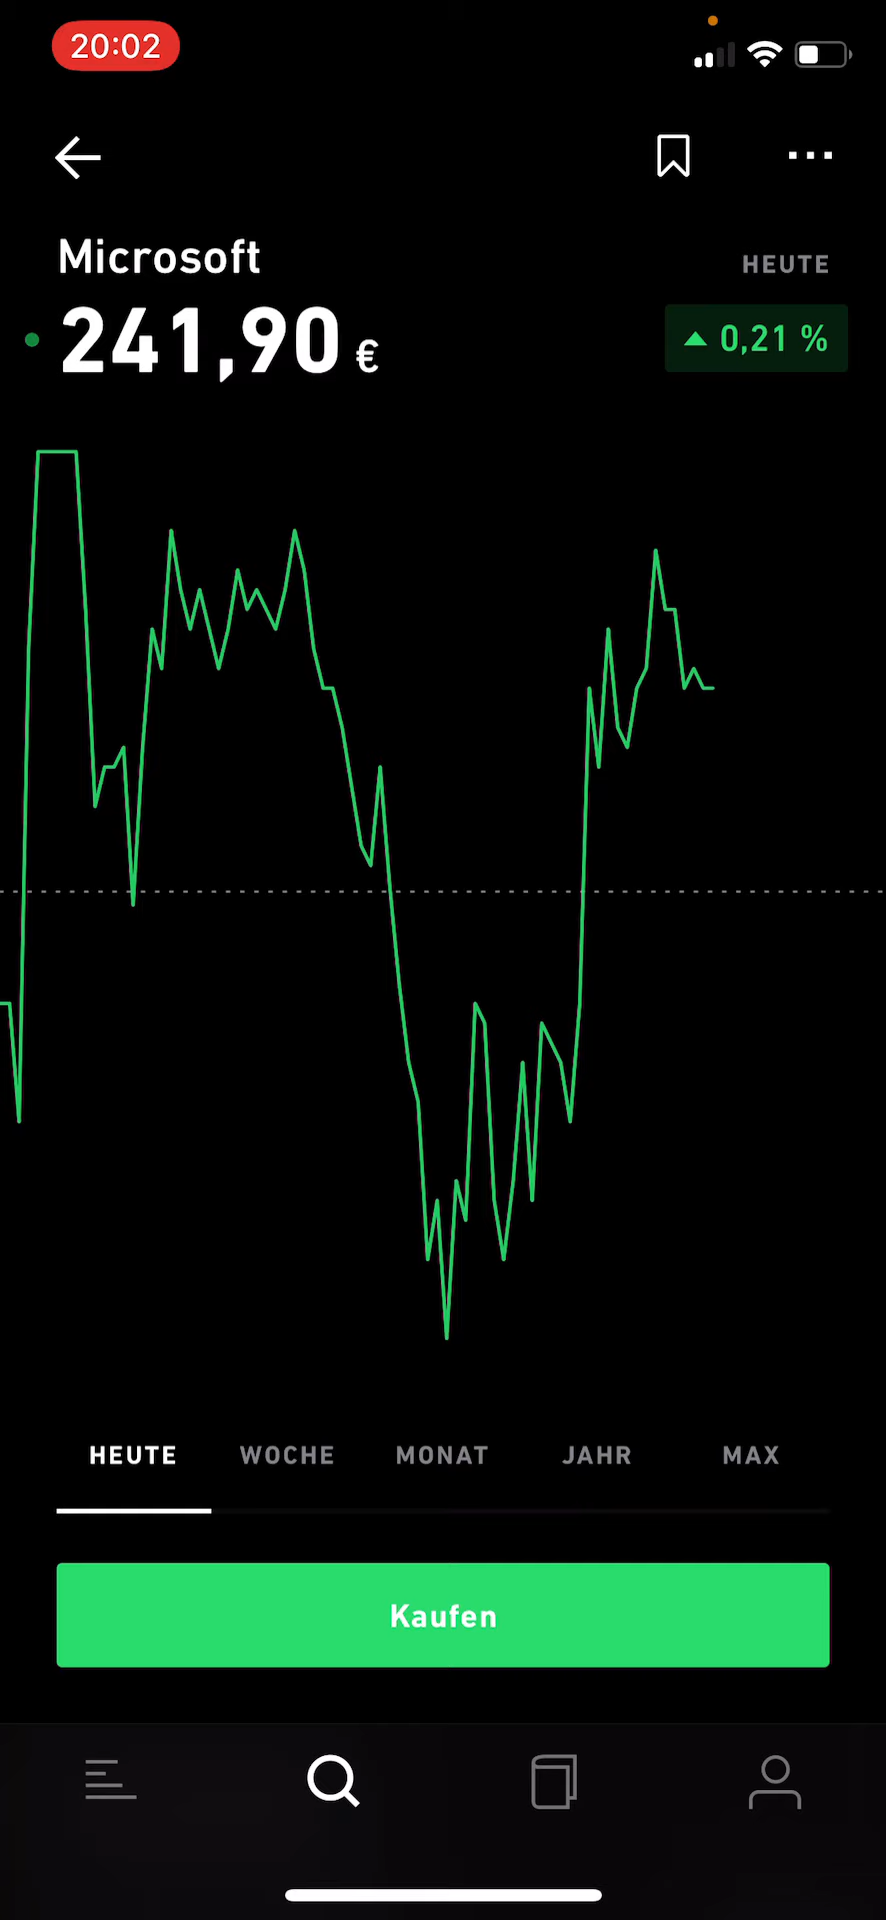 20:02
Microsoft
HEUTE
241,90 €
0,21 %
HEUTE WOCHE MONAT JAHR MAX
Kaufen